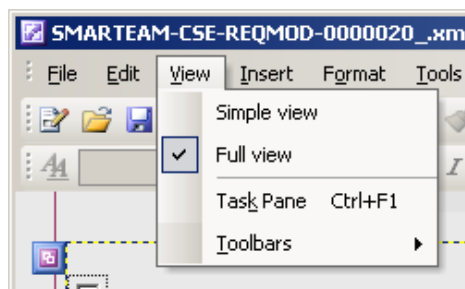 SMARTEAM-CSE-REQMOD-0000020_.xm
File Edit View Insert Format Tools
Simple view
Full view
Task Pane Ctrl+F1
Toolbars
AA
I